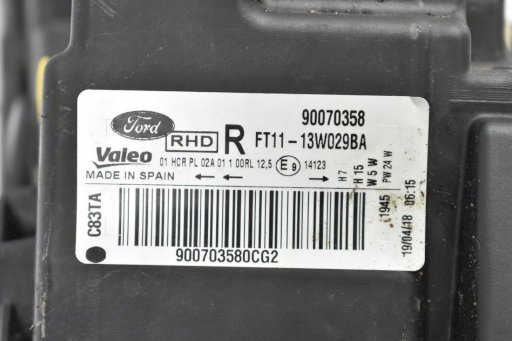 Ford
90070358
RHD R FT11-13W029BA
Valeo
01 HCR PL 02A 01 1 00RL 12,5 E9 14123
MADE IN SPAIN
H7
H 15
W 5 W
PW 24 W
C83TA
1945
19/04/18 06:15
900703580CG2